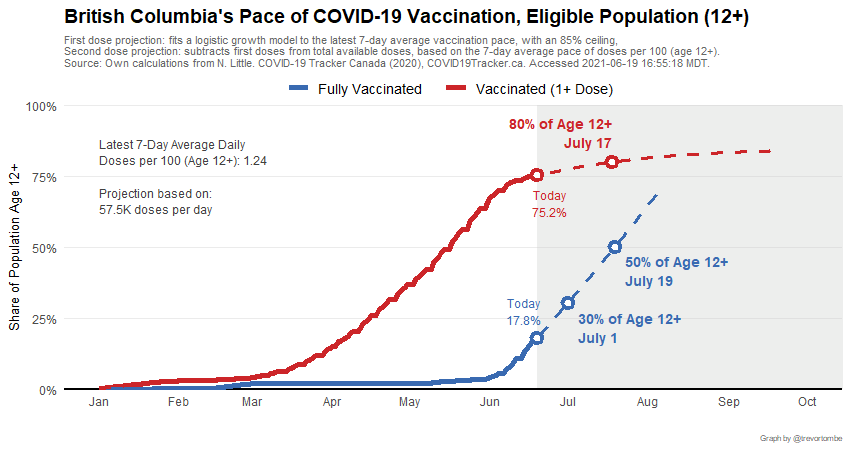 British Columbia's Pace of COVID-19 Vaccination, Eligible Population (12+)
First dose projection: fits a logistic growth model to the latest 7-day average vaccination pace, with an 85% ceiling,
Second dose projection: subtracts first doses from total available doses, based on the 7-day average pace of doses per 100 (age 12+).
Source: Own calculations from N. Little. COVID-19 Tracker Canada (2020), COVID19Tracker.ca. Accessed 2021-06-19 16:55:18 MDT.
Fully Vaccinated
Vaccinated (1+ Dose)
Share of Population Age 12+
100%
75%
50%
25%
0%
Latest 7-Day Average Daily
Doses per 100 (Age 12+): 1.24
Projection based on:
57.5K doses per day
80% of Age 12+
July 17
Today
75.2%
50% of Age 12+
July 19
Today
17.8%
30% of Age 12+
July 1
Jan
Feb
Mar
Apr
May
Jun
Jul
Aug
Sep
Oct
Graph by @trevortombe